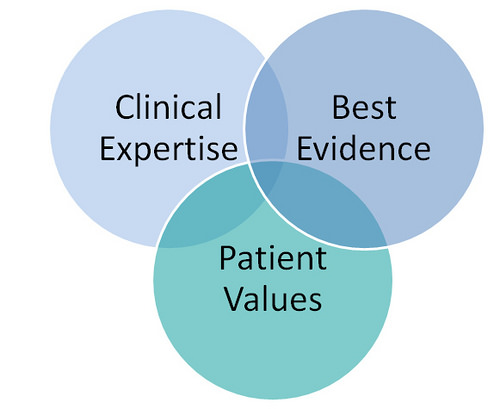 Clinical
Expertise
Best
Evidence
Patient
Values